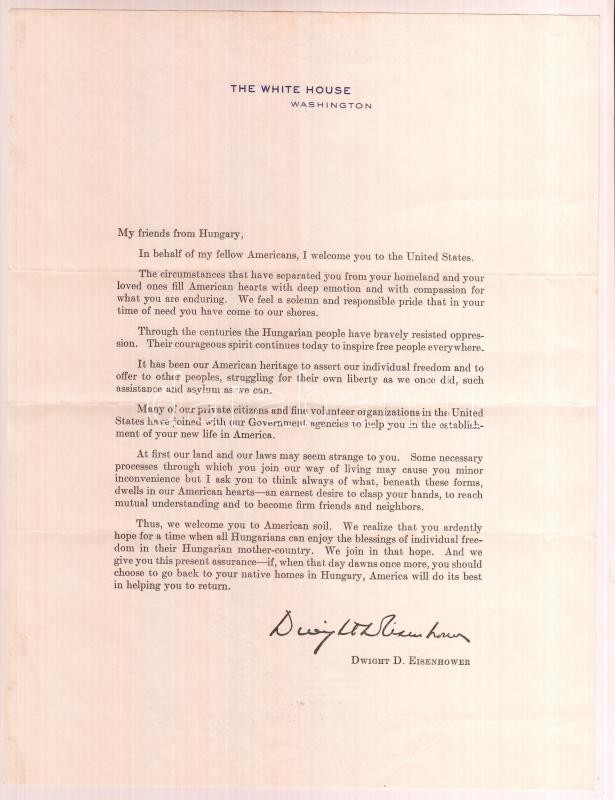 THE WHITE HOUSE
WASHINGTON
My friends from Hungary,
In behalf of my fellow Americans, I welcome you to the United States.
The circumstances that have separated you from your homeland and your
loved ones fill American hearts with deep emotion and with compassion for
what you are enduring. We feel a solemn and responsible pride that in your
time of need you have come to our shores.
Through the centuries the Hungarian people have bravely resisted oppres-
sion. Their courageous spirit continues today to inspire free people everywhere.
It has been our American heritage to assert our individual freedom and to
offer to other peoples, struggling for their own liberty as we once did, such
assistance and asylum as we can.
Many of our private citizens and fine volunteer organizations in the United
States have joined with our Government agencies to help you in the establish-
ment of your new life in America.
At first our land and our laws may seem strange to you. Some necessary
processes through which you join our way of living may cause you minor
inconvenience but I ask you to think always of what, beneath these forms,
dwells in our American hearts—an earnest desire to clasp your hands, to reach
mutual understanding and to become firm friends and neighbors.
Thus, we welcome you to American soil. We realize that you ardently
hope for a time when all Hungarians can enjoy the blessings of individual free-
dom in their Hungarian mother-country. We join in that hope. And we
give you this present assurance—if, when that day dawns once more, you should
choose to go back to your native homes in Hungary, America will do its best
in helping you to return.
Dwight D Eisenhower
DWIGHT D. EISENHOWER